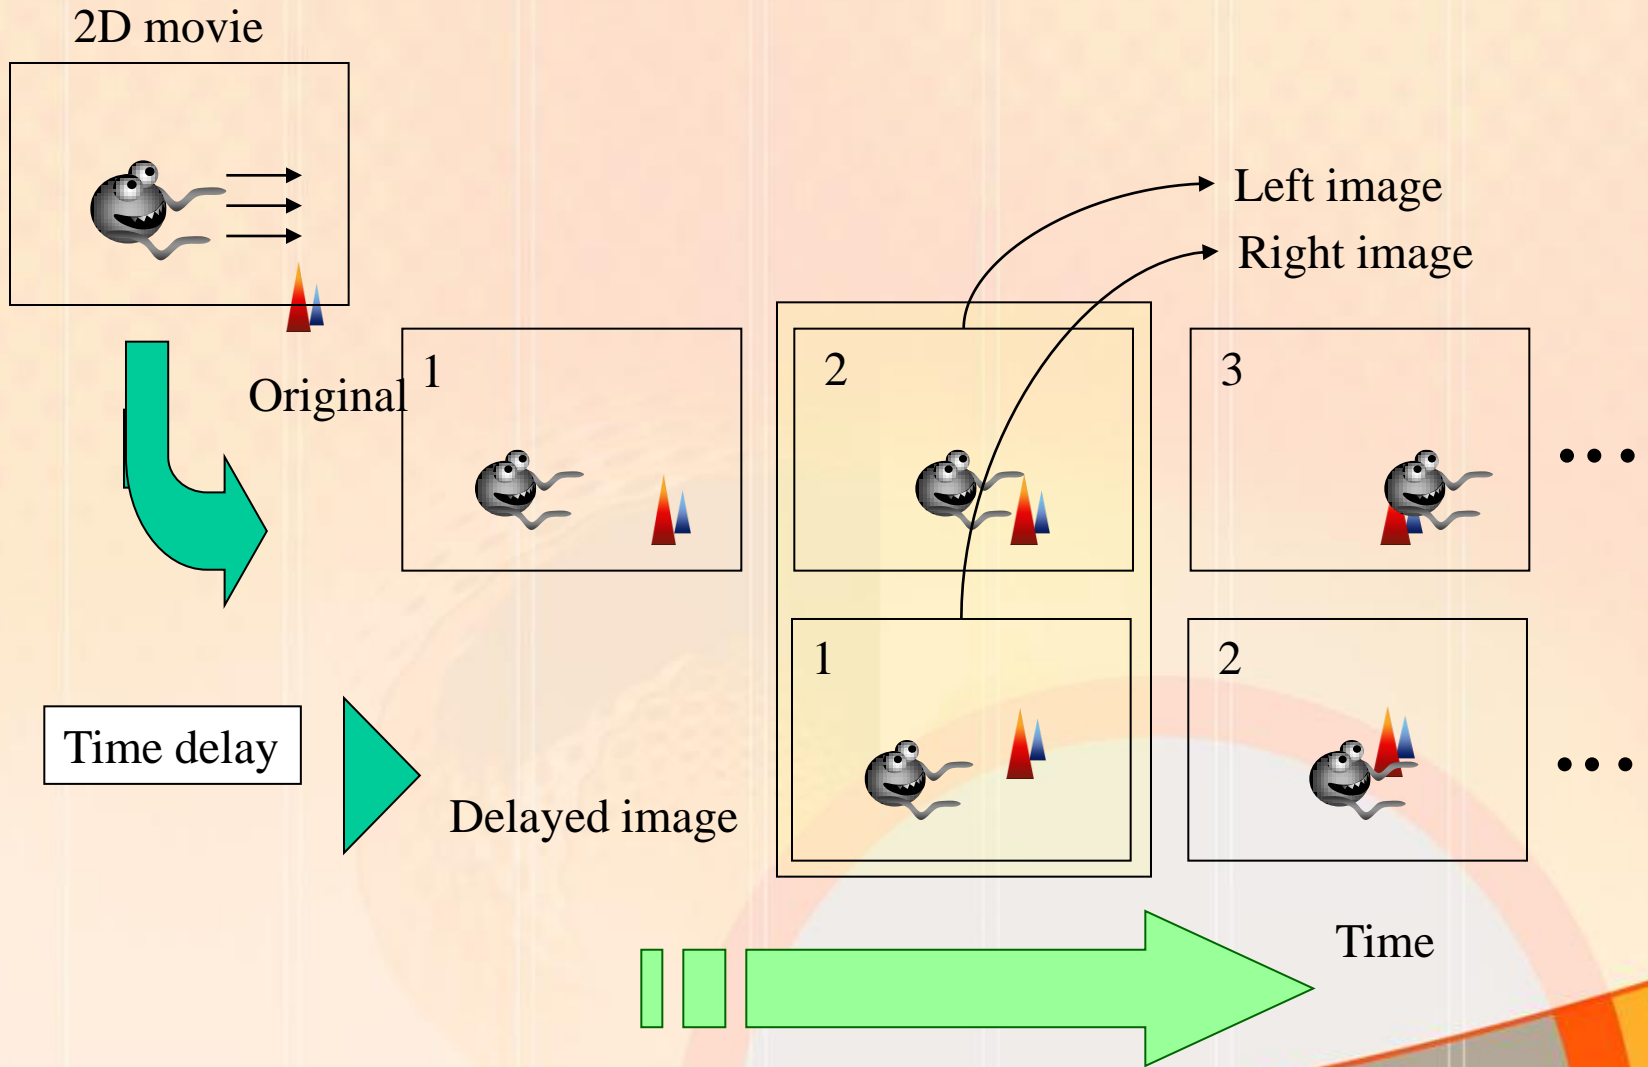 2D movie
Left image
Right image
Original
1
2
3
1
2
Time delay
Delayed image
Time